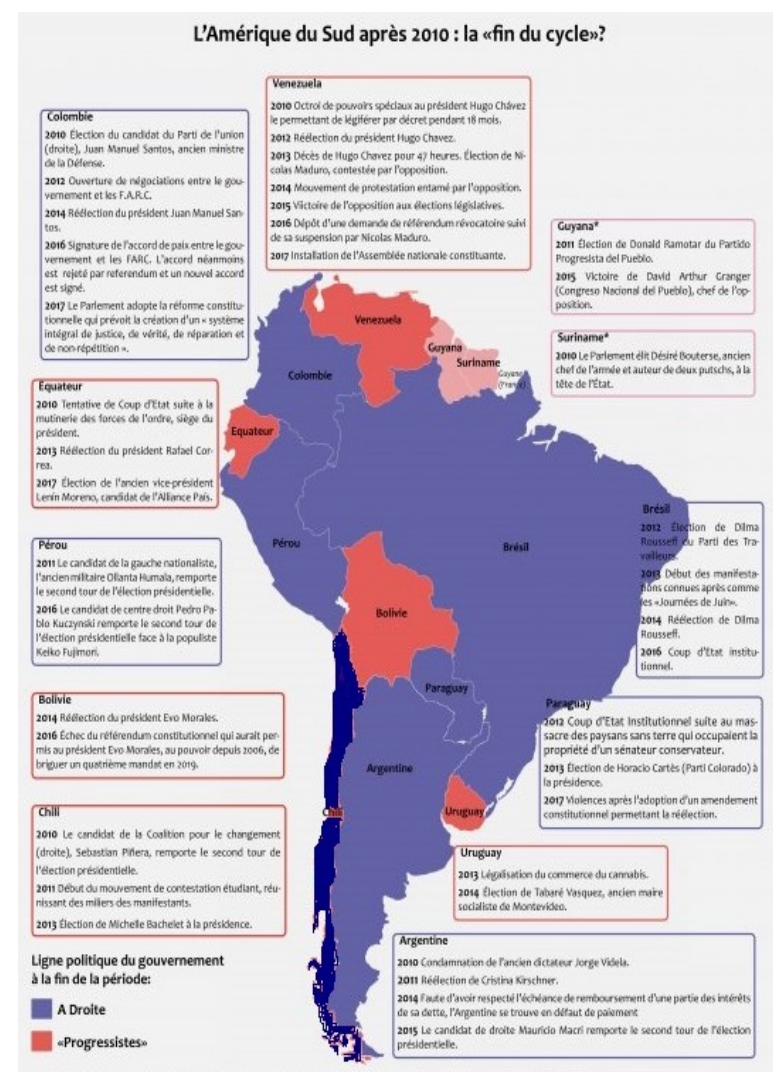 L'Amérique du Sud après 2010 : la «fin du cycle»?
Venezuela
2010 Octroi de pouvoirs spéciaux au président Hugo Chávez
le permettant de légiférer par décret pendant 18 mois.
2012 Réélection du président Hugo Chavez.
2013 Décès de Hugo Chavez pour 47 heures. Élection de Ni-
colas Maduro, contestée par l'opposition.
2014 Mouvement de protestation entamé par l'opposition.
2015 Victoire de l'opposition aux élections législatives.
2016 Dépôt d'une demande de référendum révocatoire suivi
de sa suspension par Nicolas Maduro.
2017 Installation de l'Assemblée nationale constituante.
Colombie
2010 Élection du candidat du Parti de l'union
(droite), Juan Manuel Santos, ancien ministre
de la Défense.
2012 Ouverture de négociations entre le gou-
vernement et les F.A.R.C.
2014 Réélection du président Juan Manuel San-
tos.
2016 Signature de l'accord de paix entre le gou-
vernement et les FARC. L'accord néanmoins
est rejeté par referendum et un nouvel accord
est signé.
2017 Le Parlement adopte la réforme constitu-
tionnelle qui prévoit la création d'un « système
intégral de justice, de vérité, de réparation et
de non-répétition ».
Guyana*
2011 Élection de Donald Ramotar du Partido
Progresista del Pueblo.
2015 Victoire de David Arthur Granger
(Congreso Nacional del Pueblo), chef de l'op-
position.
Suriname*
2010 Le Parlement élit Désiré Bouterse, ancien
chef de l'armée et auteur de deux putschs, à la
tête de l'État.
Equateur
2010 Tentative de Coup d'Etat suite à la
mutinerie des forces de l'ordre, siège du
président.
2013 Réélection du président Rafael Cor-
rea.
2017 Élection de l'ancien vice-président
Lenín Moreno, candidat de l'Alliance País.
Venezuela
Guyana
Suriname
Guyane
(France)
Colombie
Equateur
Pérou
Brésil
Bolivie
Paraguay
Argentine
Chili
Uruguay
Pérou
2011 Le candidat de la gauche nationaliste,
l'ancien militaire Ollanta Humala, remporte
le second tour de l'élection présidentielle.
2016 Le candidat de centre droit Pedro Pa-
blo Kuczynski remporte le second tour de
l'élection présidentielle face à la populiste
Keiko Fujimori.
Brésil
2012 Élection de Dilma
Rousseff du Parti des Tra-
vailleurs.
2013 Début des manifesta-
tions connues après comme
les «Journées de Juin».
2014 Réélection de Dilma
Rousseff.
2016 Coup d'Etat institu-
tionnel.
Bolivie
2014 Réélection du président Evo Morales.
2016 Échec du référendum constitutionnel qui aurait per-
mis au président Evo Morales, au pouvoir depuis 2006, de
briguer un quatrième mandat en 2019.
Paraguay
2012 Coup d'Etat Institutionnel suite au mas-
sacre des paysans sans terre qui occupaient la
propriété d'un sénateur conservateur.
2013 Élection de Horacio Cartès (Parti Colorado) à
la présidence.
2017 Violences après l'adoption d'un amendement
constitutionnel permettant la réélection.
Chili
2010 Le candidat de la Coalition pour le changement
(droite), Sebastian Piñera, remporte le second tour de
l'élection présidentielle.
2011 Début du mouvement de contestation étudiant, réu-
nissant des miliers des manifestants.
2013 Élection de Michelle Bachelet à la présidence.
Uruguay
2013 Légalisation du commerce du cannabis.
2014 Élection de Tabaré Vasquez, ancien maire
socialiste de Montevideo.
Argentine
2010 Condamnation de l'ancien dictateur Jorge Videla.
2011 Réélection de Cristina Kirschner.
2014 Faute d'avoir respecté l'échéance de remboursement d'une partie des intérêts
de sa dette, l'Argentine se trouve en défaut de paiement
2015 Le candidat de droite Mauricio Macri remporte le second tour de l'élection
présidentielle.
Ligne politique du gouvernement
à la fin de la période:
A Droite
«Progressistes»